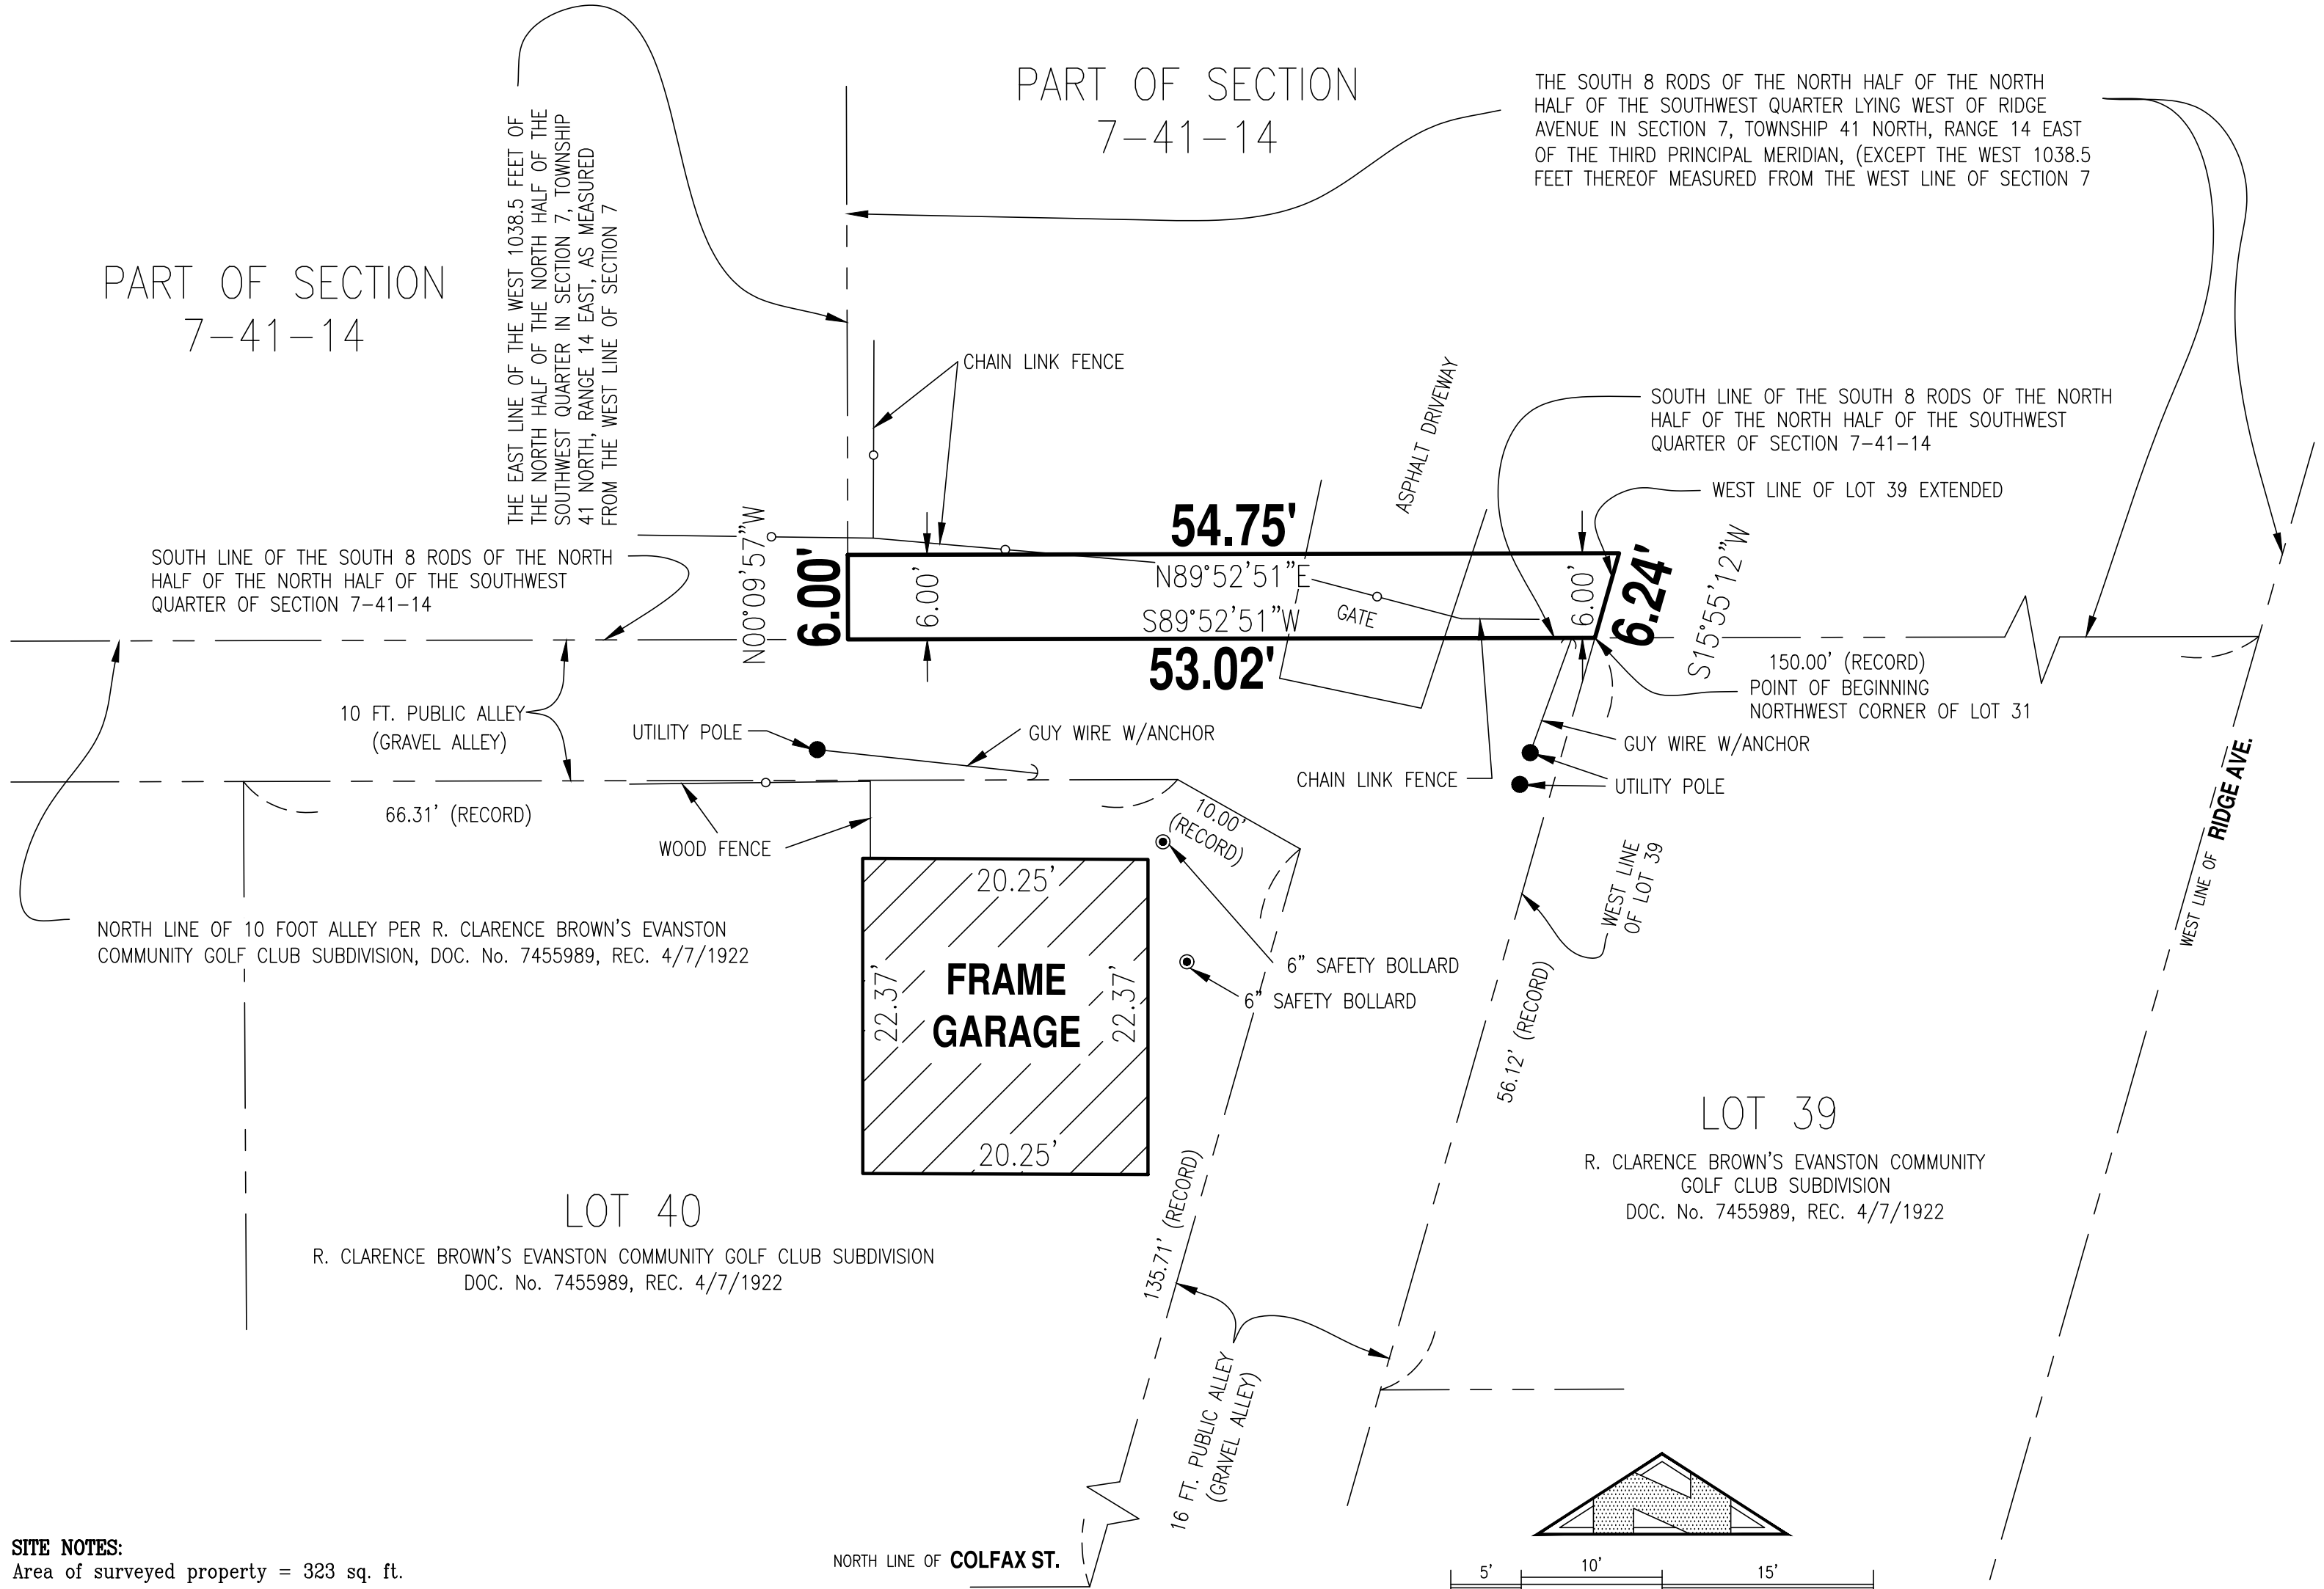 PART OF SECTION
7-41-14
THE SOUTH 8 RODS OF THE NORTH HALF OF THE NORTH
HALF OF THE SOUTHWEST QUARTER LYING WEST OF RIDGE
AVENUE IN SECTION 7, TOWNSHIP 41 NORTH, RANGE 14 EAST
OF THE THIRD PRINCIPAL MERIDIAN, (EXCEPT THE WEST 1038.5
FEET THEREOF MEASURED FROM THE WEST LINE OF SECTION 7
PART OF SECTION
7-41-14
THE EAST LINE OF THE WEST 1038.5 FEET OF
THE NORTH HALF OF THE NORTH HALF OF THE
SOUTHWEST QUARTER IN SECTION 7, TOWNSHIP
41 NORTH, RANGE 14 EAST, AS MEASURED
FROM THE WEST LINE OF SECTION 7
CHAIN LINK FENCE
ASPHALT DRIVEWAY
SOUTH LINE OF THE SOUTH 8 RODS OF THE NORTH
HALF OF THE NORTH HALF OF THE SOUTHWEST
QUARTER OF SECTION 7-41-14
WEST LINE OF LOT 39 EXTENDED
SOUTH LINE OF THE SOUTH 8 RODS OF THE NORTH
HALF OF THE NORTH HALF OF THE SOUTHWEST
QUARTER OF SECTION 7-41-14
N00°09'57"W
6.00'
6.00'
54.75'
N89°52'51"E
S89°52'51"W
53.02'
GATE
6.00'
6.24'
S15°55'12"W
150.00' (RECORD)
POINT OF BEGINNING
NORTHWEST CORNER OF LOT 31
10 FT. PUBLIC ALLEY
(GRAVEL ALLEY)
UTILITY POLE
GUY WIRE W/ANCHOR
GUY WIRE W/ANCHOR
CHAIN LINK FENCE
UTILITY POLE
66.31' (RECORD)
WOOD FENCE
10.00'
(RECORD)
WEST LINE
OF LOT 39
WEST LINE OF RIDGE AVE.
NORTH LINE OF 10 FOOT ALLEY PER R. CLARENCE BROWN'S EVANSTON
COMMUNITY GOLF CLUB SUBDIVISION, DOC. No. 7455989, REC. 4/7/1922
20.25'
22.37'
FRAME
GARAGE
22.37'
20.25'
6" SAFETY BOLLARD
6" SAFETY BOLLARD
56.12' (RECORD)
LOT 39
R. CLARENCE BROWN'S EVANSTON COMMUNITY
GOLF CLUB SUBDIVISION
DOC. No. 7455989, REC. 4/7/1922
LOT 40
R. CLARENCE BROWN'S EVANSTON COMMUNITY GOLF CLUB SUBDIVISION
DOC. No. 7455989, REC. 4/7/1922
135.71' (RECORD)
16 FT. PUBLIC ALLEY
(GRAVEL ALLEY)
SITE NOTES:
Area of surveyed property = 323 sq. ft.
NORTH LINE OF COLFAX ST.
5'
10'
15'